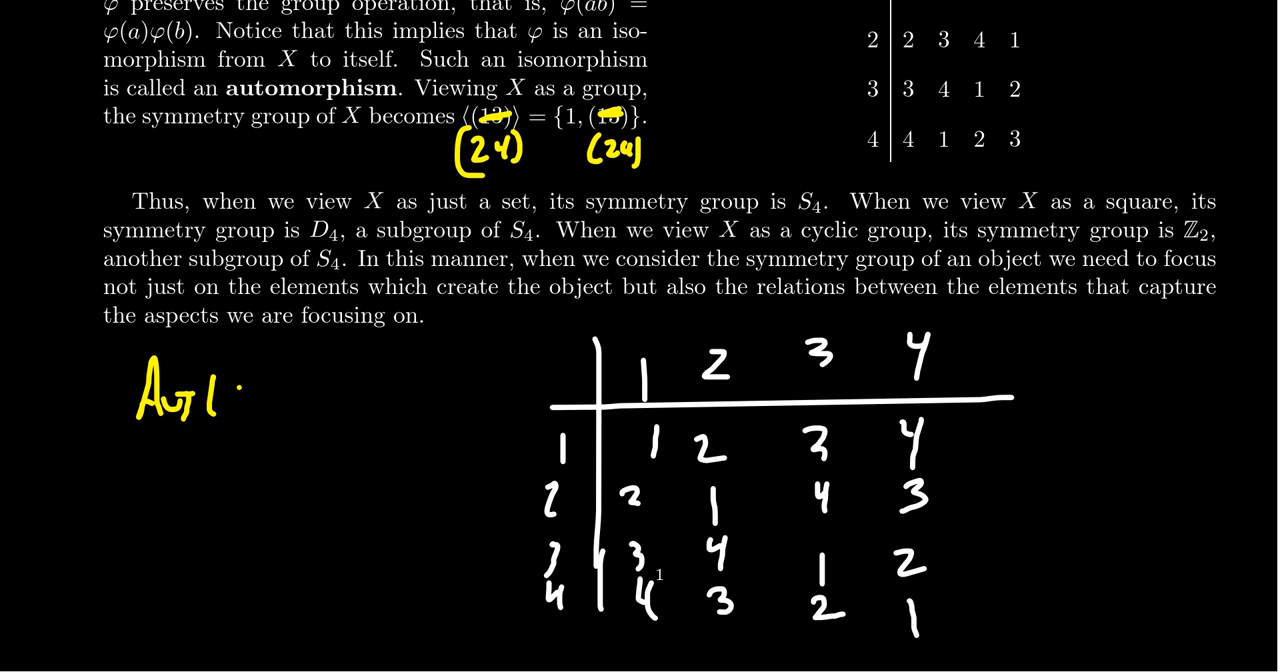 φ preserves the group operation, that is, φ(ab) =
φ(a)φ(b). Notice that this implies that φ is an iso-
morphism from X to itself. Such an isomorphism
is called an automorphism. Viewing X as a group,
the symmetry group of X becomes ⟨(13)⟩ = {1, (13)}.
(24) (24)
2 | 2 3 4 1
3 | 3 4 1 2
4 | 4 1 2 3
Thus, when we view X as just a set, its symmetry group is S₄. When we view X as a square, its
symmetry group is D₄, a subgroup of S₄. When we view X as a cyclic group, its symmetry group is ℤ₂,
another subgroup of S₄. In this manner, when we consider the symmetry group of an object we need to focus
not just on the elements which create the object but also the relations between the elements that capture
the aspects we are focusing on.
Aut(
1 2 3 4
1 | 1 2 3 4
2 | 2 1 4 3
3 | 3 4 1 2
4 | 4 3 2 1
1